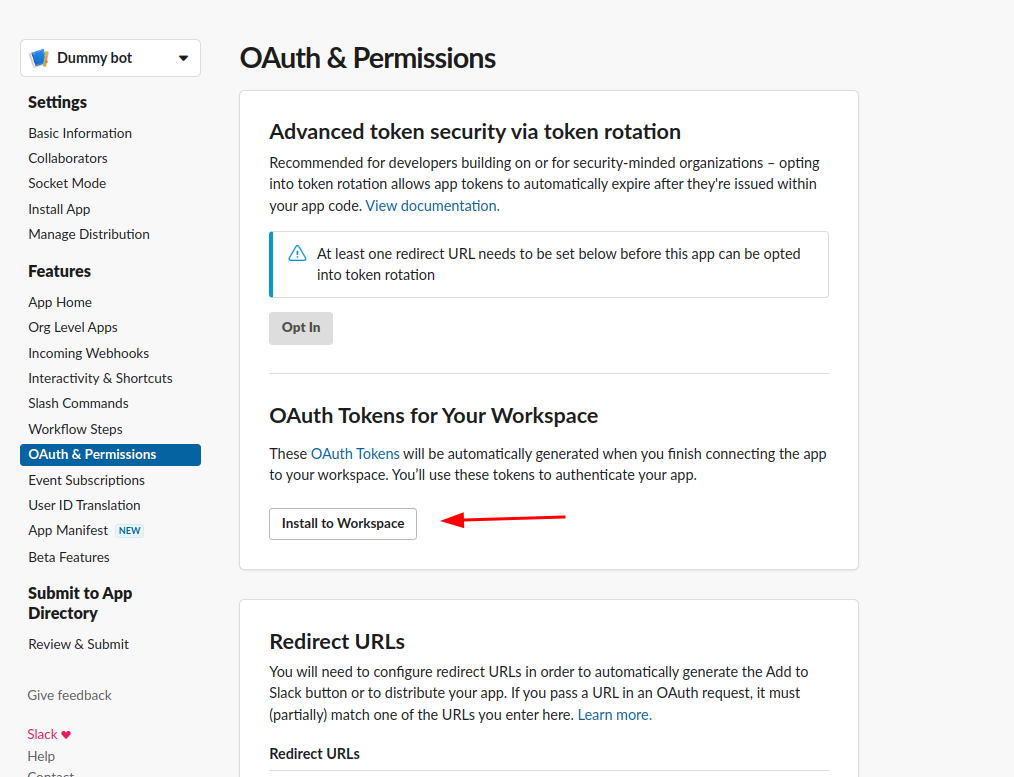 Dummy bot
Settings
Basic Information
Collaborators
Socket Mode
Install App
Manage Distribution
Features
App Home
Org Level Apps
Incoming Webhooks
Interactivity & Shortcuts
Slash Commands
Workflow Steps
OAuth & Permissions
Event Subscriptions
User ID Translation
App Manifest NEW
Beta Features
Submit to App
Directory
Review & Submit
Give feedback
Slack ♥
Help
Contact
OAuth & Permissions
Advanced token security via token rotation
Recommended for developers building on or for security-minded organizations – opting
into token rotation allows app tokens to automatically expire after they're issued within
your app code. View documentation.
At least one redirect URL needs to be set below before this app can be opted
into token rotation
Opt In
OAuth Tokens for Your Workspace
These OAuth Tokens will be automatically generated when you finish connecting the app
to your workspace. You’ll use these tokens to authenticate your app.
Install to Workspace
Redirect URLs
You will need to configure redirect URLs in order to automatically generate the Add to
Slack button or to distribute your app. If you pass a URL in an OAuth request, it must
(partially) match one of the URLs you enter here. Learn more.
Redirect URLs